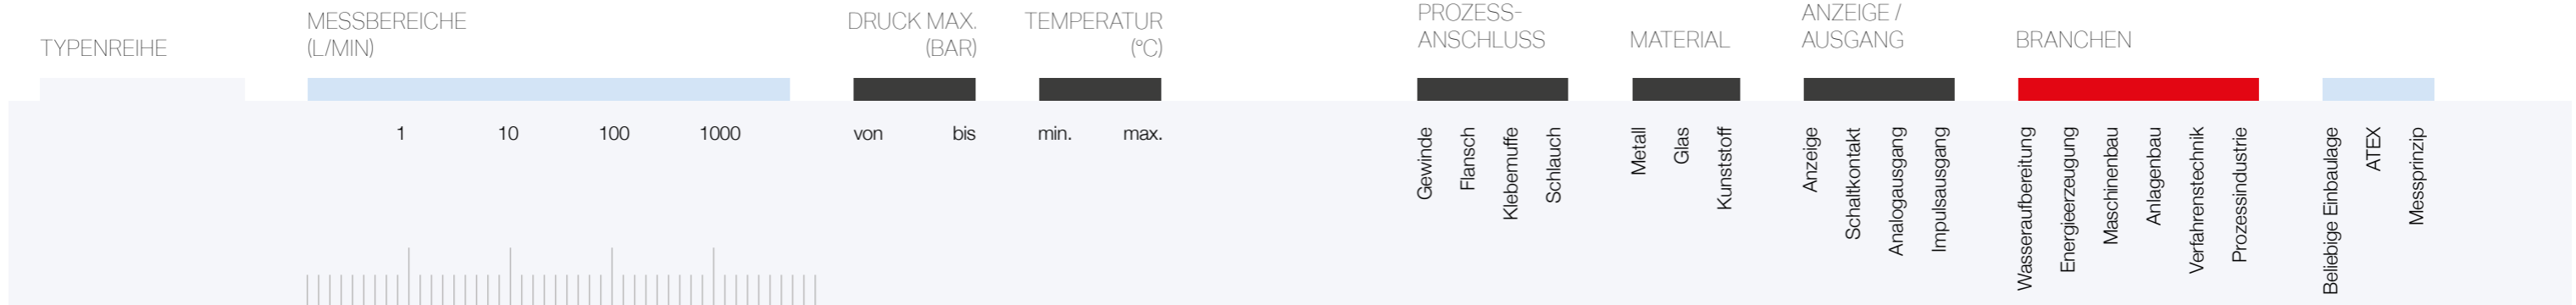 TYPENREIHE
MESSBEREICHE
(L/MIN)
DRUCK MAX.
(BAR)
TEMPERATUR
(°C)
PROZESS-
ANSCHLUSS
MATERIAL
ANZEIGE /
AUSGANG
BRANCHEN
1 10 100 1000
von bis
min. max.
Gewinde
Flansch
Klebemuffe
Schlauch
Metall
Glas
Kunststoff
Anzeige
Schaltkontakt
Analogausgang
Impulsausgang
Wasseraufbereitung
Energieerzeugung
Maschinenbau
Anlagenbau
Verfahrenstechnik
Prozessindustrie
Beliebige Einbaulage
ATEX
Messprinzip